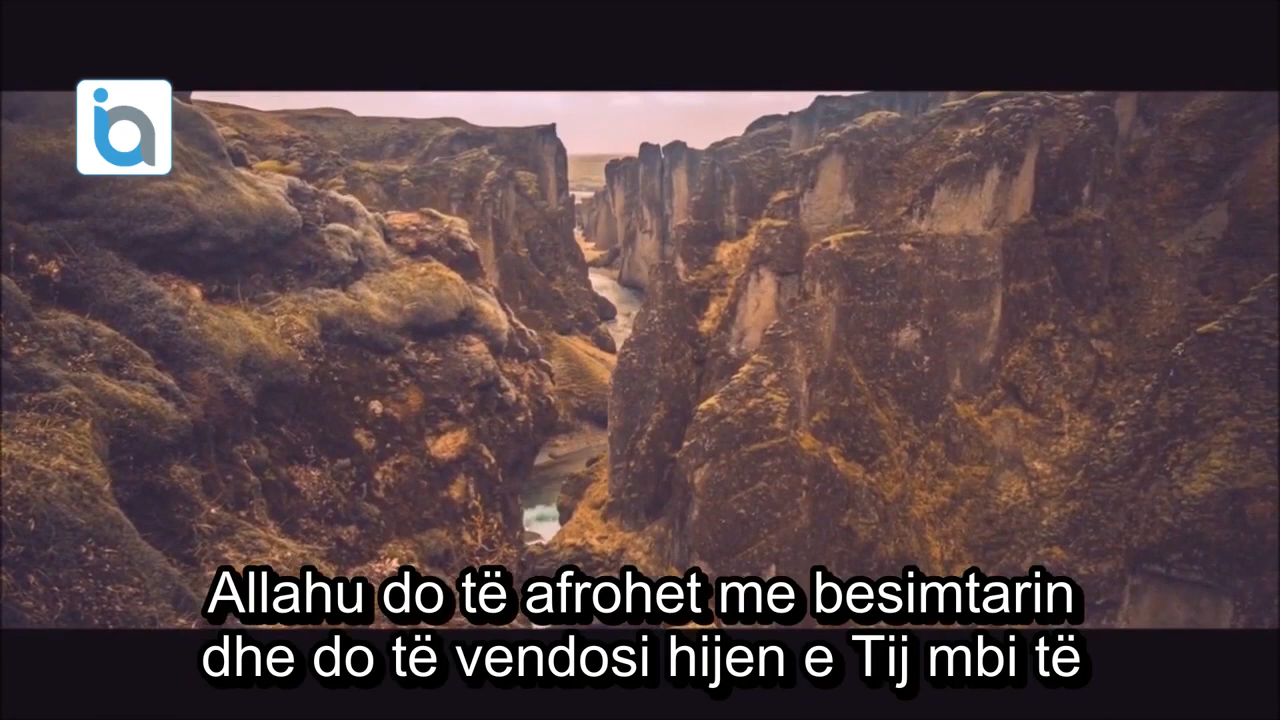 Allahu do të afrohet me besimtarin
dhe do të vendosi hijen e Tij mbi të